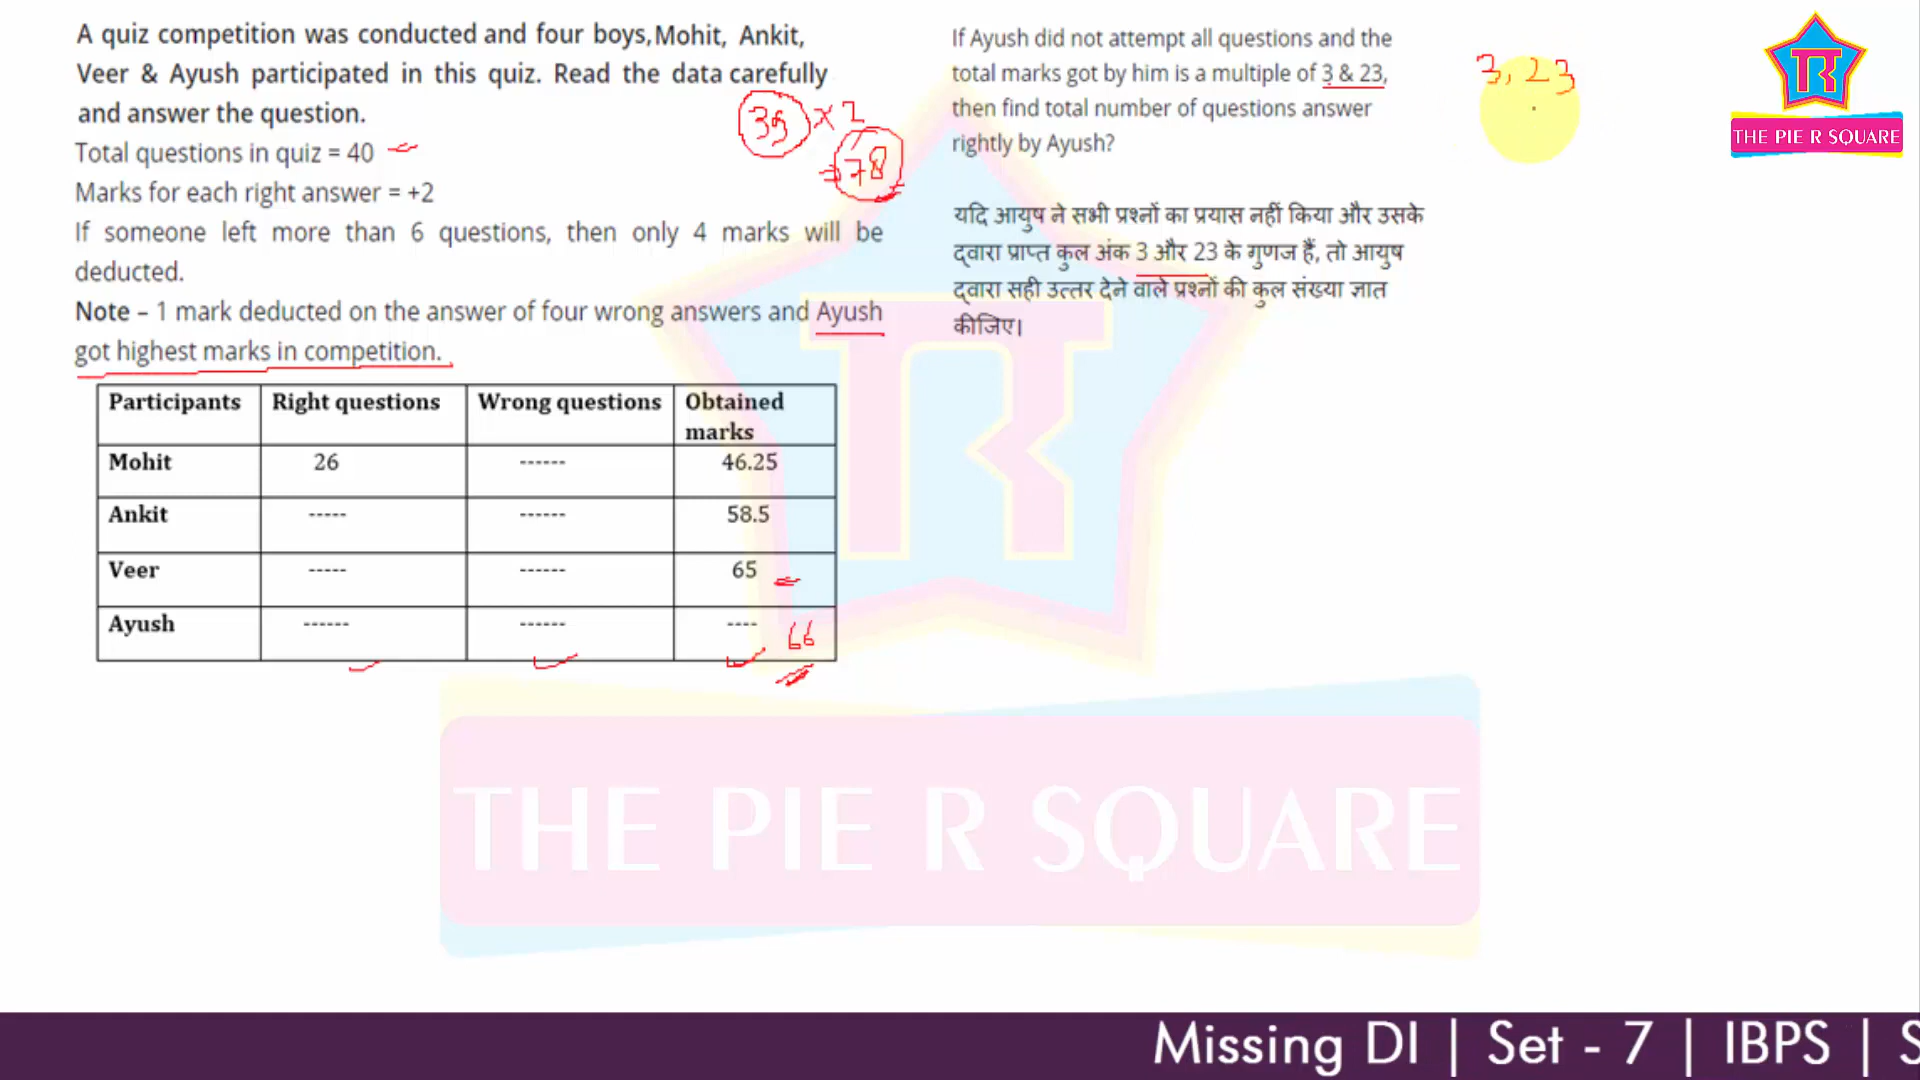 A quiz competition was conducted and four boys, Mohit, Ankit,
Veer & Ayush participated in this quiz. Read the data carefully
and answer the question.
Total questions in quiz = 40
Marks for each right answer = +2
If someone left more than 6 questions, then only 4 marks will be
deducted.
Note – 1 mark deducted on the answer of four wrong answers and Ayush
got highest marks in competition.
39 × 2
= 78
Participants Right questions Wrong questions Obtained
marks
Mohit 26 ------ 46.25
Ankit ----- ------ 58.5
Veer ----- ------ 65
Ayush ------ ------ ---- 66
If Ayush did not attempt all questions and the
total marks got by him is a multiple of 3 & 23,
then find total number of questions answer
rightly by Ayush?
यदि आयुष ने सभी प्रश्नों का प्रयास नहीं किया और उसके
द्वारा प्राप्त कुल अंक 3 और 23 के गुणज हैं, तो आयुष
द्वारा सही उत्तर देने वाले प्रश्नों की कुल संख्या ज्ञात
कीजिए।
3, 23
THE PIE R SQUARE
THE PIE R SQUARE
Missing DI | Set - 7 | IBPS | S